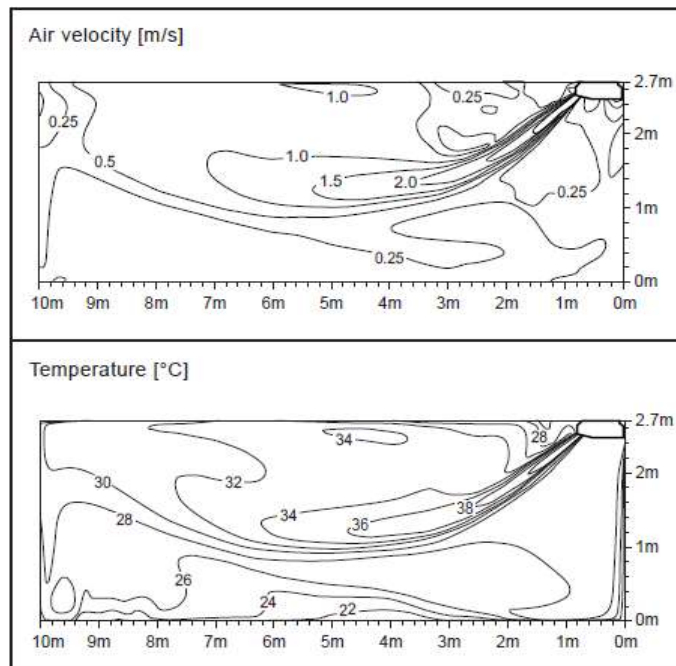 Air velocity [m/s]
1.0 0.25 2.7m
0.25 2m
0.5 1.0
1.5 2.0 0.25 1m
0.25
0m
10m 9m 8m 7m 6m 5m 4m 3m 2m 1m 0m
Temperature [°C]
34 28 2.7m
30 32 2m
28 34 36 38
1m
26
24 22
0m
10m 9m 8m 7m 6m 5m 4m 3m 2m 1m 0m